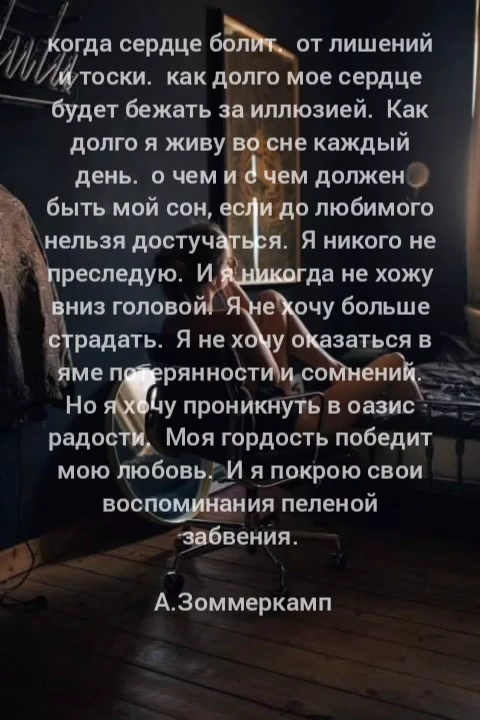 когда сердце болит.  от лишений
и тоски.  как долго мое сердце
будет бежать за иллюзией.  Как
долго я живу во сне каждый
день.  о чем и с чем должен
быть мой сон, если до любимого
нельзя достучаться.  Я никого не
преследую.  И я никогда не хожу
вниз головой.  Я не хочу больше
страдать.  Я не хочу оказаться в
яме потерянности и сомнений.
Но я хочу проникнуть в оазис
радости.  Моя гордость победит
мою любовь.  И я покрою свои
воспоминания пеленой
забвения.
А.Зоммеркамп